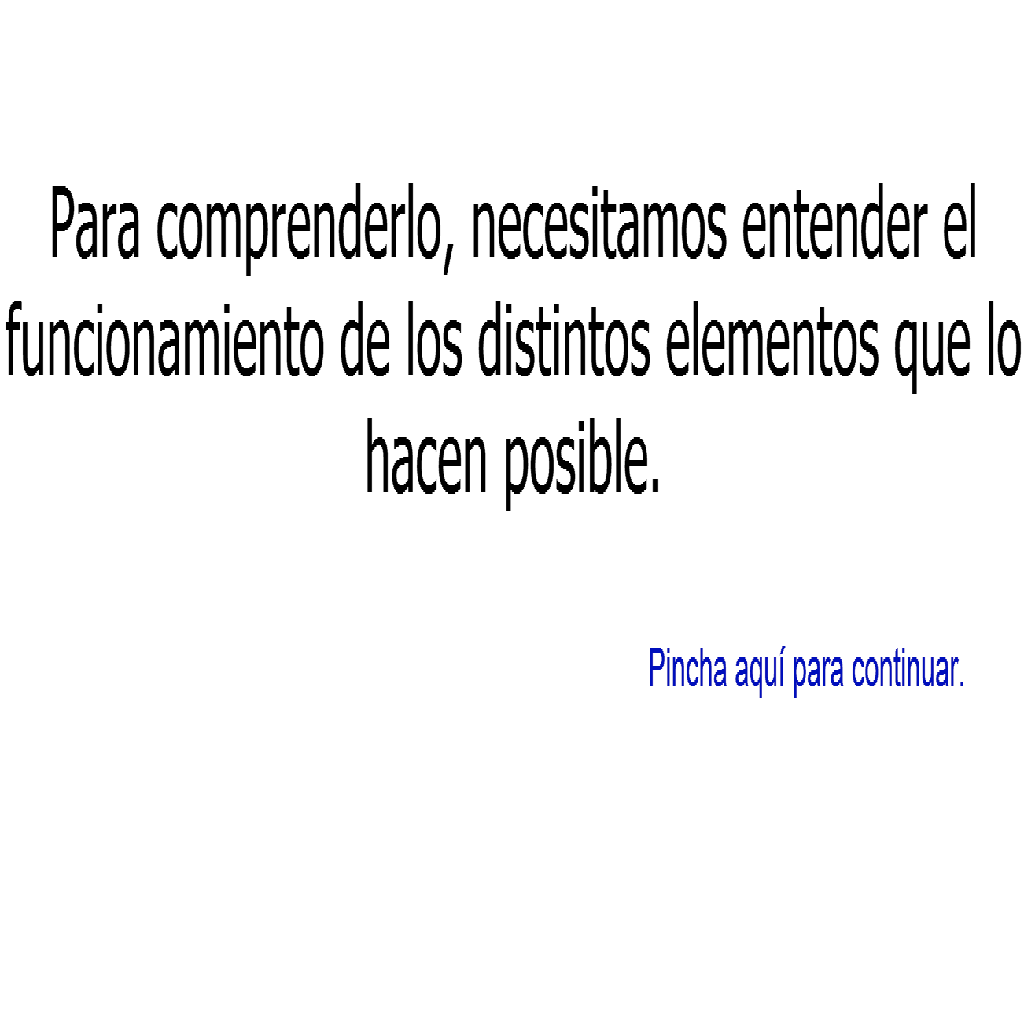 Para comprenderlo, necesitamos entender el
funcionamiento de los distintos elementos que lo
hacen posible.
Pincha aquí para continuar.